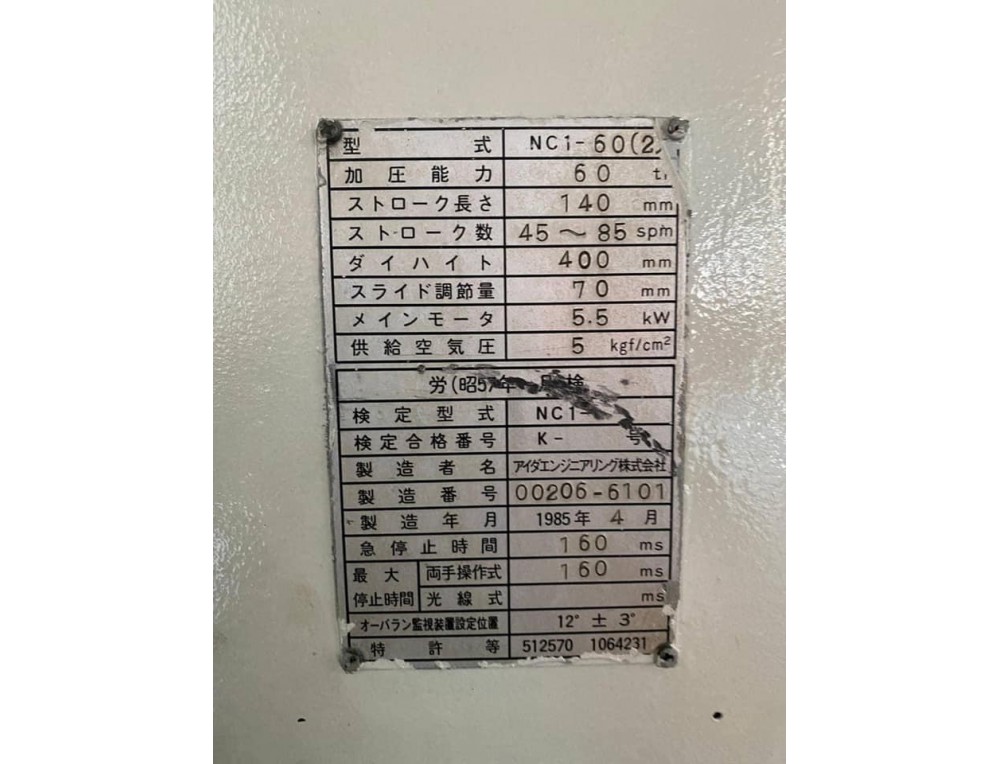 型式 NC1-60(2
加圧能力 60 t
ストローク長さ 140 mm
ストローク数 45～85 spm
ダイハイト 400 mm
スライド調節量 70 mm
メインモータ 5.5 kW
供給空気圧 5 kgf/cm²
労(昭57年 月検
検定型式 NC1-
検定合格番号 K- 号
製造者名 アイダエンジニアリング株式会社
製造番号 00206-6101
製造年月 1985年 4月
急停止時間 160 ms
最大停止時間 両手操作式 160 ms
光線式 ms
オーバラン監視装置設定位置 12° ± 3°
特許等 512570 1064231